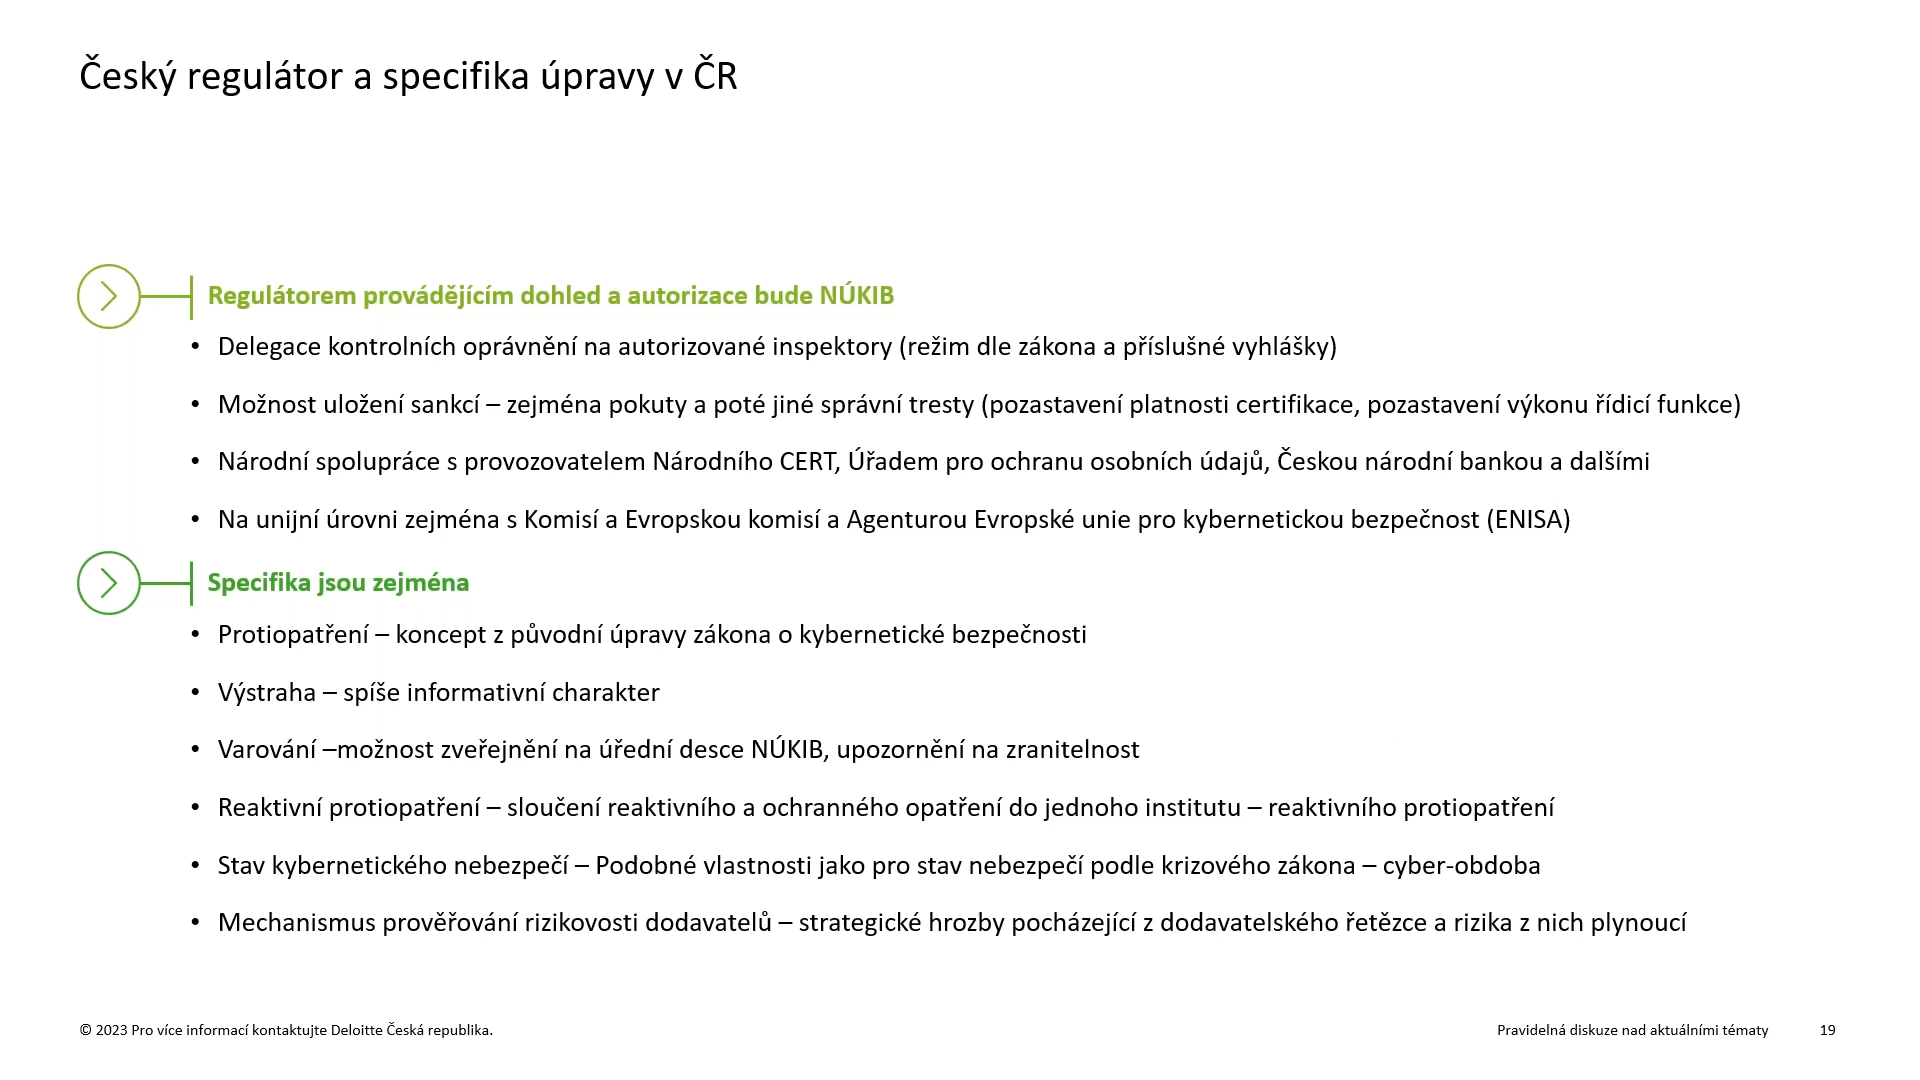 Český regulátor a specifika úpravy v ČR
Regulátorem provádějícím dohled a autorizace bude NÚKIB
• Delegace kontrolních oprávnění na autorizované inspektory (režim dle zákona a příslušné vyhlášky)
• Možnost uložení sankcí – zejména pokuty a poté jiné správní tresty (pozastavení platnosti certifikace, pozastavení výkonu řídicí funkce)
• Národní spolupráce s provozovatelem Národního CERT, Úřadem pro ochranu osobních údajů, Českou národní bankou a dalšími
• Na unijní úrovni zejména s Komisí a Evropskou komisí a Agenturou Evropské unie pro kybernetickou bezpečnost (ENISA)
Specifika jsou zejména
• Protiopatření – koncept z původní úpravy zákona o kybernetické bezpečnosti
• Výstraha – spíše informativní charakter
• Varování –možnost zveřejnění na úřední desce NÚKIB, upozornění na zranitelnost
• Reaktivní protiopatření – sloučení reaktivního a ochranného opatření do jednoho institutu – reaktivního protiopatření
• Stav kybernetického nebezpečí – Podobné vlastnosti jako pro stav nebezpečí podle krizového zákona – cyber-obdoba
• Mechanismus prověřování rizikovosti dodavatelů – strategické hrozby pocházející z dodavatelského řetězce a rizika z nich plynoucí
© 2023 Pro více informací kontaktujte Deloitte Česká republika.
Pravidelná diskuze nad aktuálními tématy 19